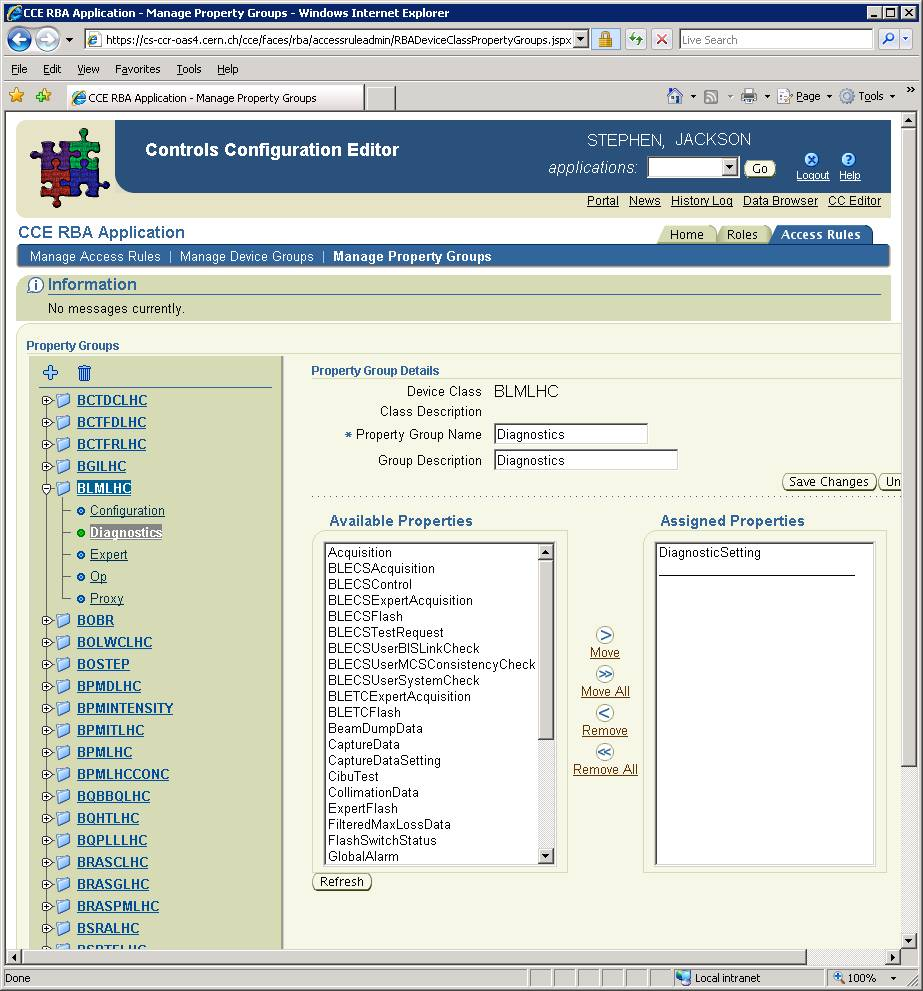 CCE RBA Application - Manage Property Groups - Windows Internet Explorer
https://cs-ccr-oas4.cern.ch/cce/faces/rba/accessruleadmin/RBADeviceClassPropertyGroups.jspx
Live Search
File Edit View Favorites Tools Help
CCE RBA Application - Manage Property Groups
Page Tools »
Controls Configuration Editor
STEPHEN, JACKSON
applications: Go
Logout Help
Portal News History Log Data Browser CC Editor
CCE RBA Application
Home Roles Access Rules
Manage Access Rules | Manage Device Groups | Manage Property Groups
Information
No messages currently.
Property Groups
BCTDCLHC
BCTFDLHC
BCTFRLHC
BGILHC
BLMLHC
Configuration
Diagnostics
Expert
Op
Proxy
BOBR
BOLWCLHC
BOSTEP
BPMDLHC
BPMINTENSITY
BPMITLHC
BPMLHC
BPMLHCCONC
BQBBQLHC
BQHTLHC
BQPLLLHC
BRASCLHC
BRASGLHC
BRASPMLHC
BSRALHC
Property Group Details
Device Class BLMLHC
Class Description
* Property Group Name Diagnostics
Group Description Diagnostics
Save Changes Un
Available Properties
Acquisition
BLECSAcquisition
BLECSControl
BLECSExpertAcquisition
BLECSFlash
BLECSTestRequest
BLECSUserBISLinkCheck
BLECSUserMCSConsistencyCheck
BLECSUserSystemCheck
BLETCExpertAcquisition
BLETCFlash
BeamDumpData
CaptureData
CaptureDataSetting
CibuTest
CollimationData
ExpertFlash
FilteredMaxLossData
FlashSwitchStatus
GlobalAlarm
Refresh
Move
Move All
Remove
Remove All
Assigned Properties
DiagnosticSetting
Done
Local intranet
100%